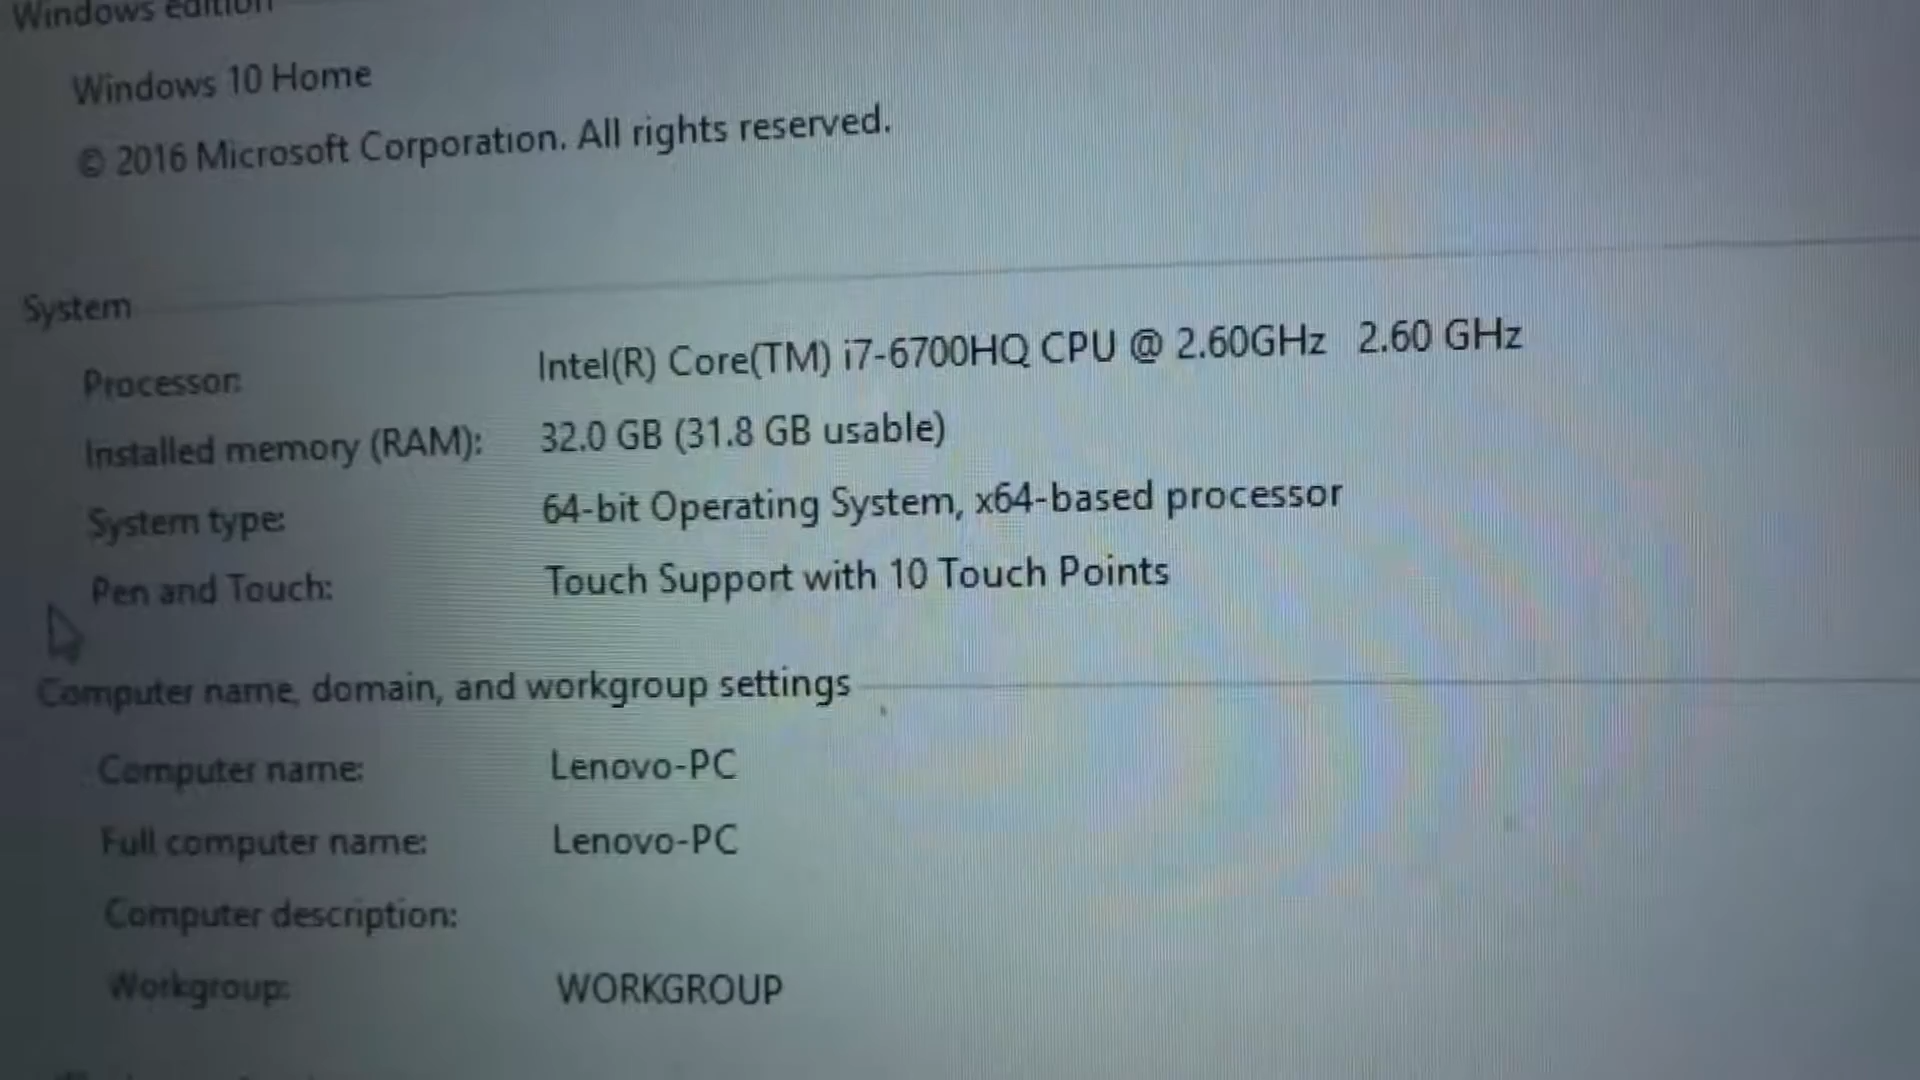 Windows edition
Windows 10 Home
© 2016 Microsoft Corporation. All rights reserved.
System
Processor: Intel(R) Core(TM) i7-6700HQ CPU @ 2.60GHz 2.60 GHz
Installed memory (RAM): 32.0 GB (31.8 GB usable)
System type: 64-bit Operating System, x64-based processor
Pen and Touch: Touch Support with 10 Touch Points
Computer name, domain, and workgroup settings
Computer name: Lenovo-PC
Full computer name: Lenovo-PC
Computer description:
Workgroup: WORKGROUP